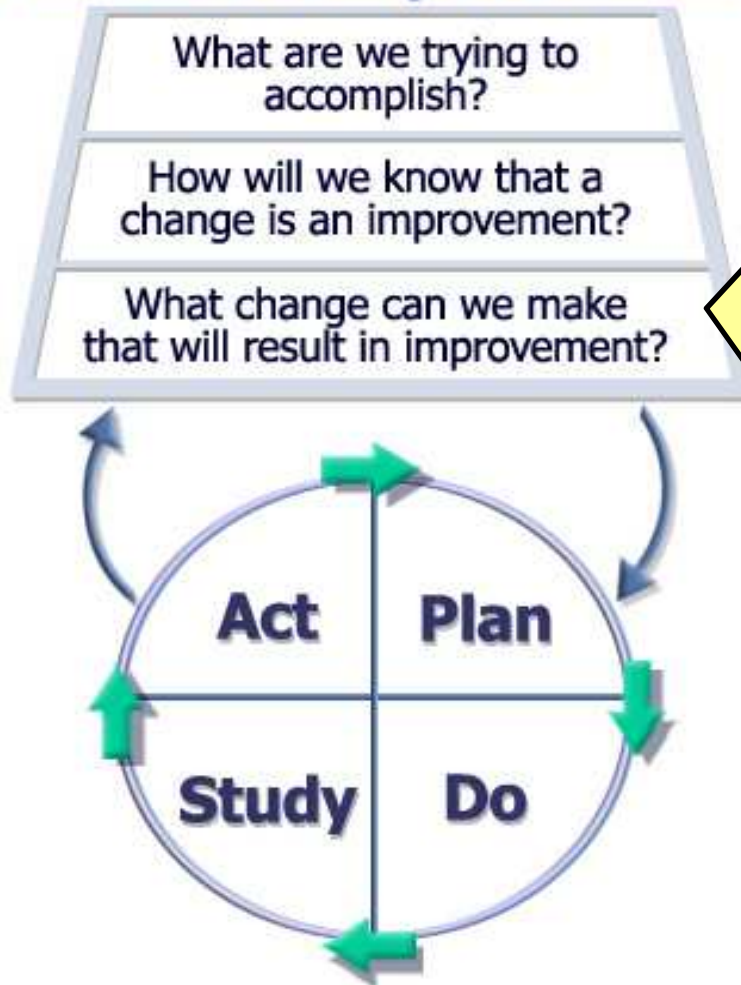 What are we trying to
accomplish?
How will we know that a
change is an improvement?
What change can we make
that will result in improvement?
Act
Plan
Study
Do